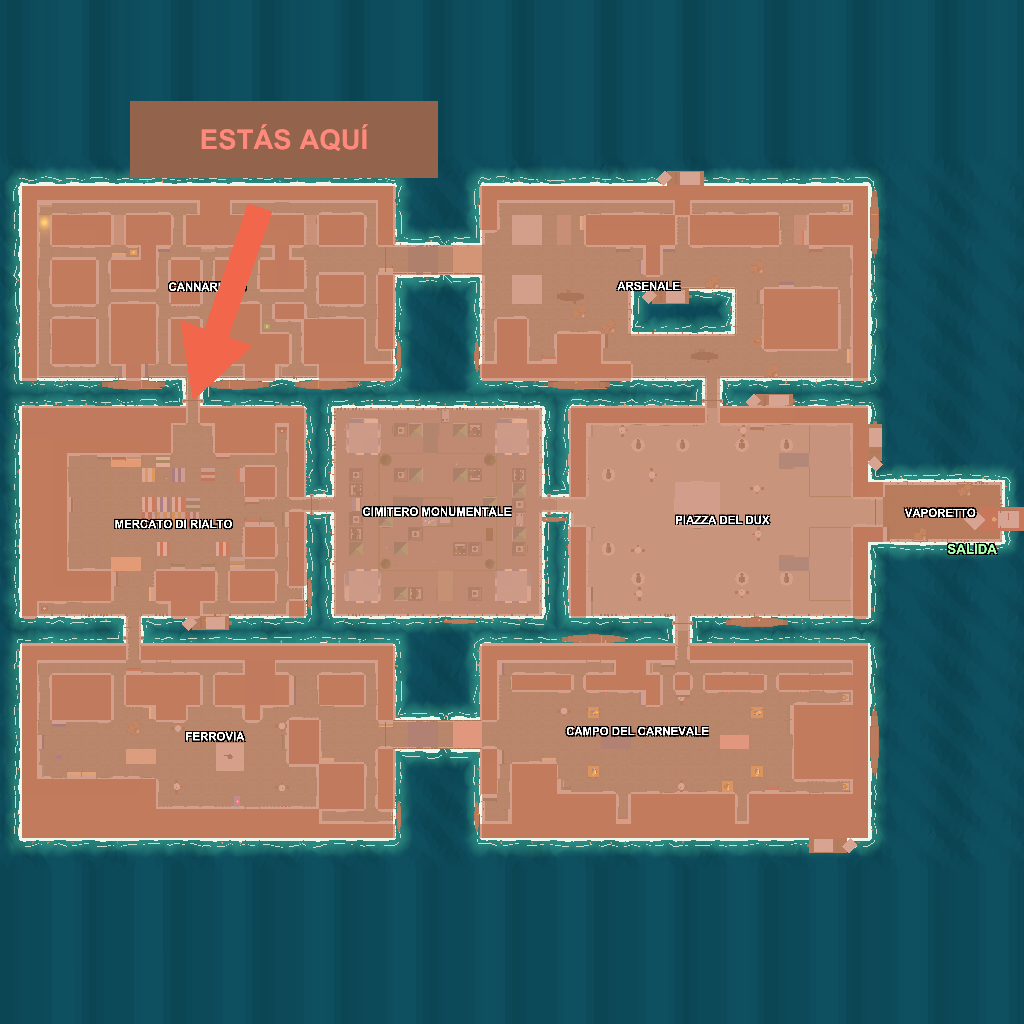 ESTÁS AQUÍ
ARSENALE
MERCATO DI RIALTO
CIMITERO MONUMENTALE
PIAZZA DEL DUX
VAPORETTO
SALIDA
FERROVIA
CAMPO DEL CARNEVALE